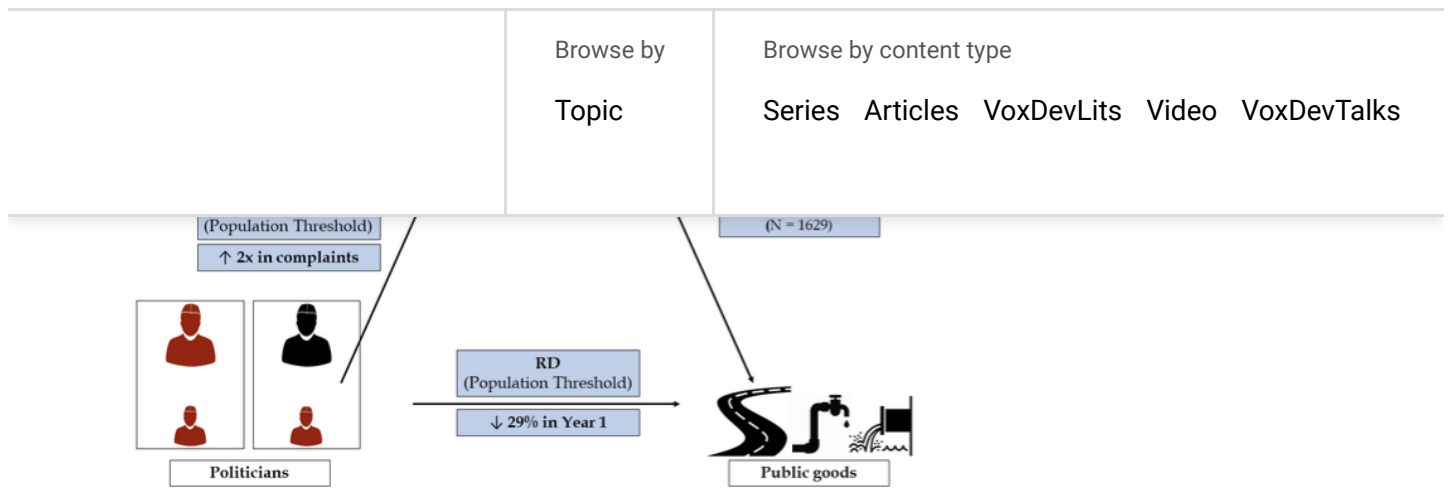 Browse by
Topic
Browse by content type
Series Articles VoxDevLits Video VoxDevTalks
(Population Threshold)
↑ 2x in complaints
(N = 1629)
RD
(Population Threshold)
↓ 29% in Year 1
Politicians
Public goods